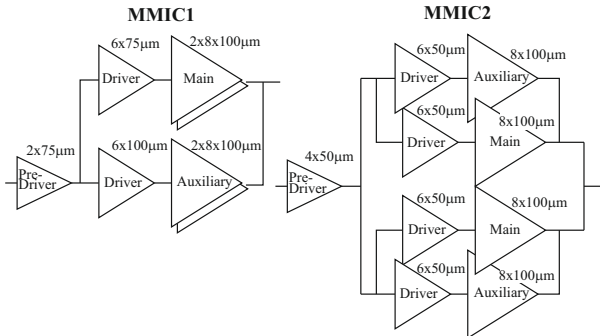 MMIC1
6x75μm
2x8x100μm
Driver
Main
2x75μm
6x100μm
2x8x100μm
Pre-
Driver
Driver
Auxiliary
MMIC2
6x50μm
8x100μm
Driver
Auxiliary
6x50μm
8x100μm
Driver
Main
4x50μm
Pre-
Driver
6x50μm
8x100μm
Driver
Main
6x50μm
8x100μm
Driver
Auxiliary